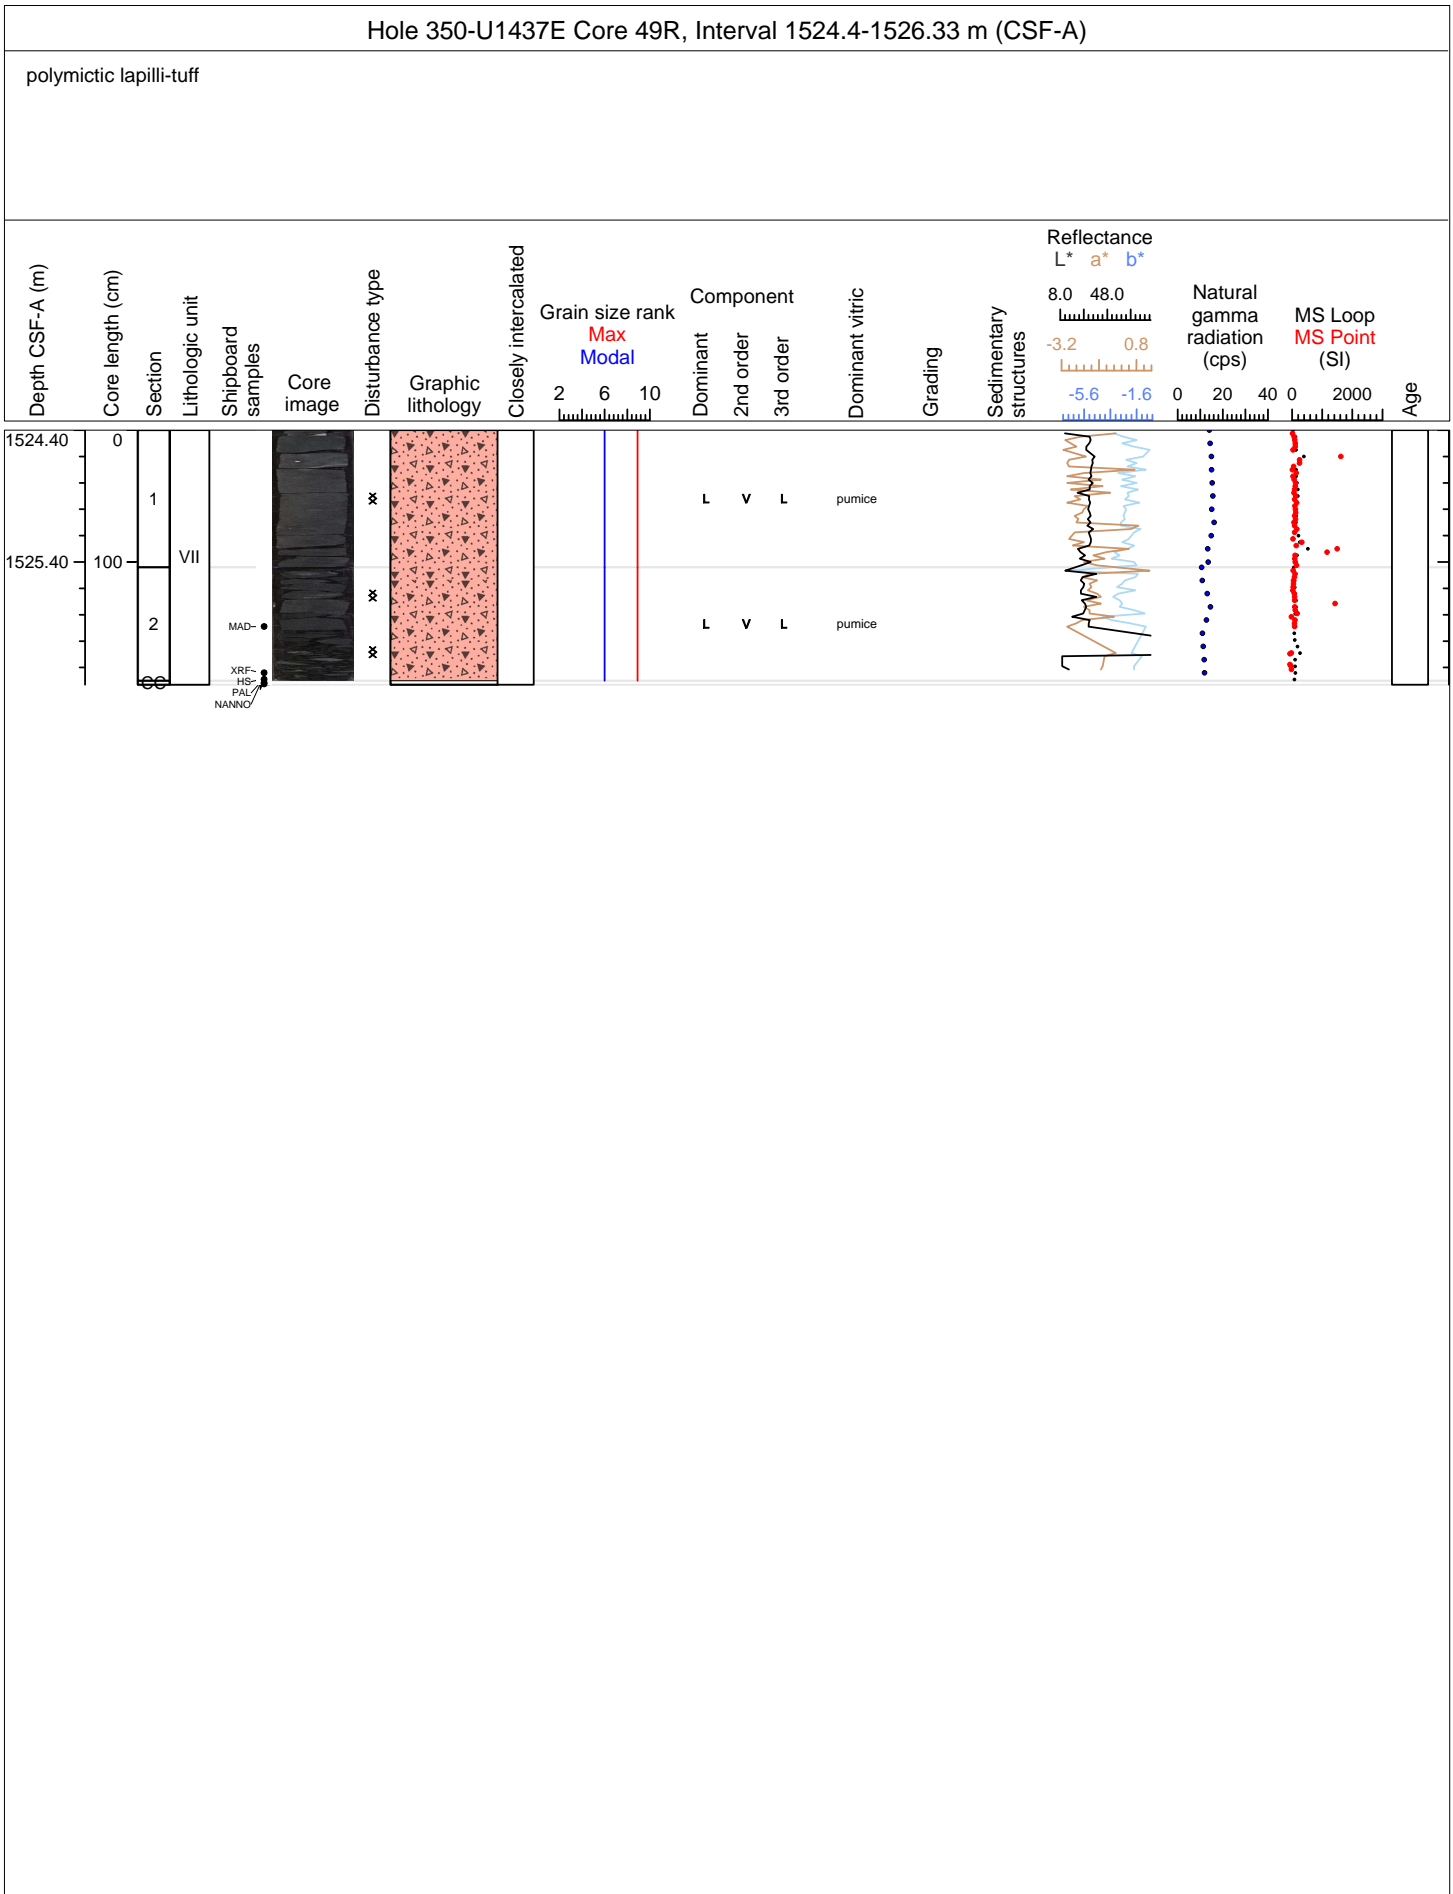 Hole 350-U1437E Core 49R, Interval 1524.4-1526.33 m (CSF-A)
polymictic lapilli-tuff
Depth CSF-A (m)
Core length (cm)
Section
Lithologic unit
Shipboard
samples
Core
image
Disturbance type
Graphic
lithology
Closely intercalated
Grain size rank
Max
Modal
2 6 10
Component
Dominant
2nd order
3rd order
Dominant vitric
Grading
Sedimentary
structures
Reflectance
L* a* b*
8.0 48.0
-3.2 0.8
-5.6 -1.6
Natural
gamma
radiation
(cps)
0 20 40
MS Loop
MS Point
(SI)
0 2000
Age
1524.40 0
1 L V L pumice
VII
1525.40 100
2 MAD L V L pumice
XRF
HS
CC
PAL
NANNO